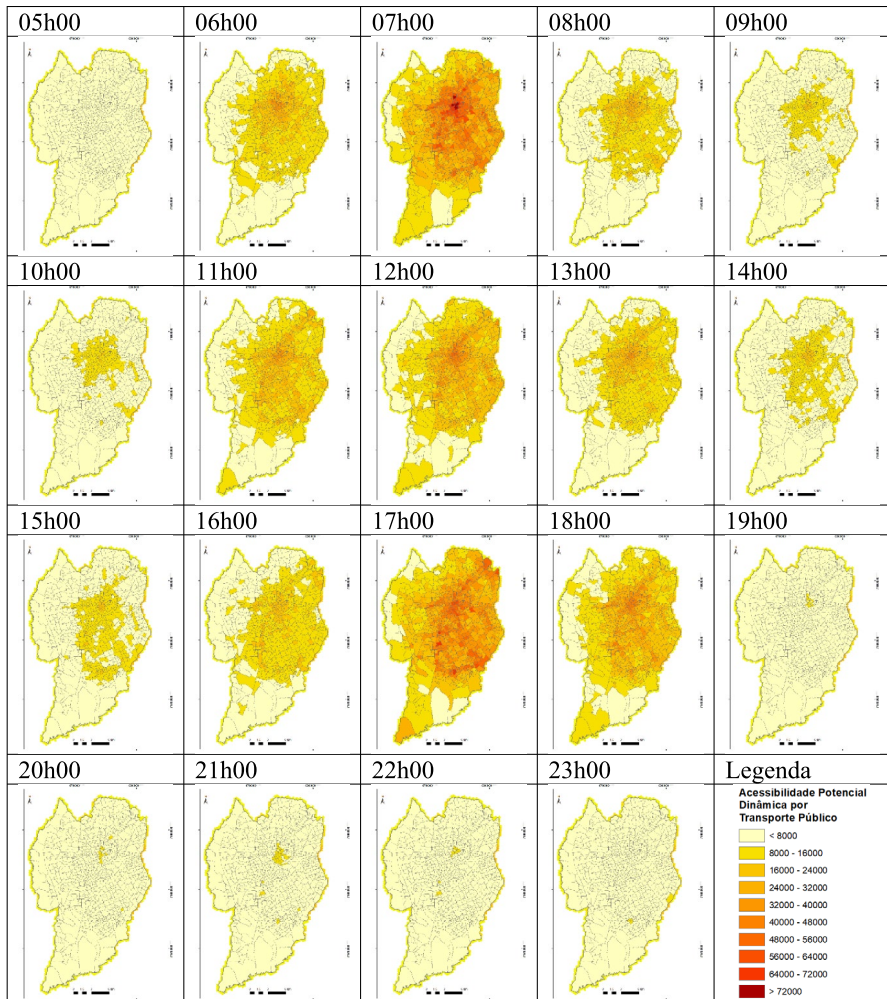 05h00
06h00
07h00
08h00
09h00
10h00
11h00
12h00
13h00
14h00
15h00
16h00
17h00
18h00
19h00
20h00
21h00
22h00
23h00
Legenda
Acessibilidade Potencial
Dinâmica por
Transporte Público
< 8000
8000 - 16000
16000 - 24000
24000 - 32000
32000 - 40000
40000 - 48000
48000 - 56000
56000 - 64000
64000 - 72000
> 72000